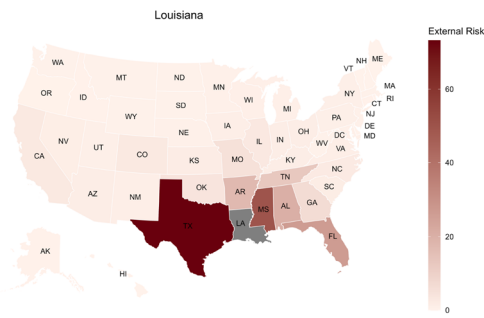 Louisiana
External Risk
WA
MT
ND
MN
VT
NH
ME
OR
ID
SD
WI
MI
NY
MA
CT
RI
WY
IA
PA
NJ
NE
IL
IN
OH
DC
DE
MD
NV
UT
CO
KS
MO
KY
WV
VA
CA
AZ
NM
OK
AR
TN
NC
SC
TX
LA
MS
AL
GA
FL
AK
HI
60
40
20
0